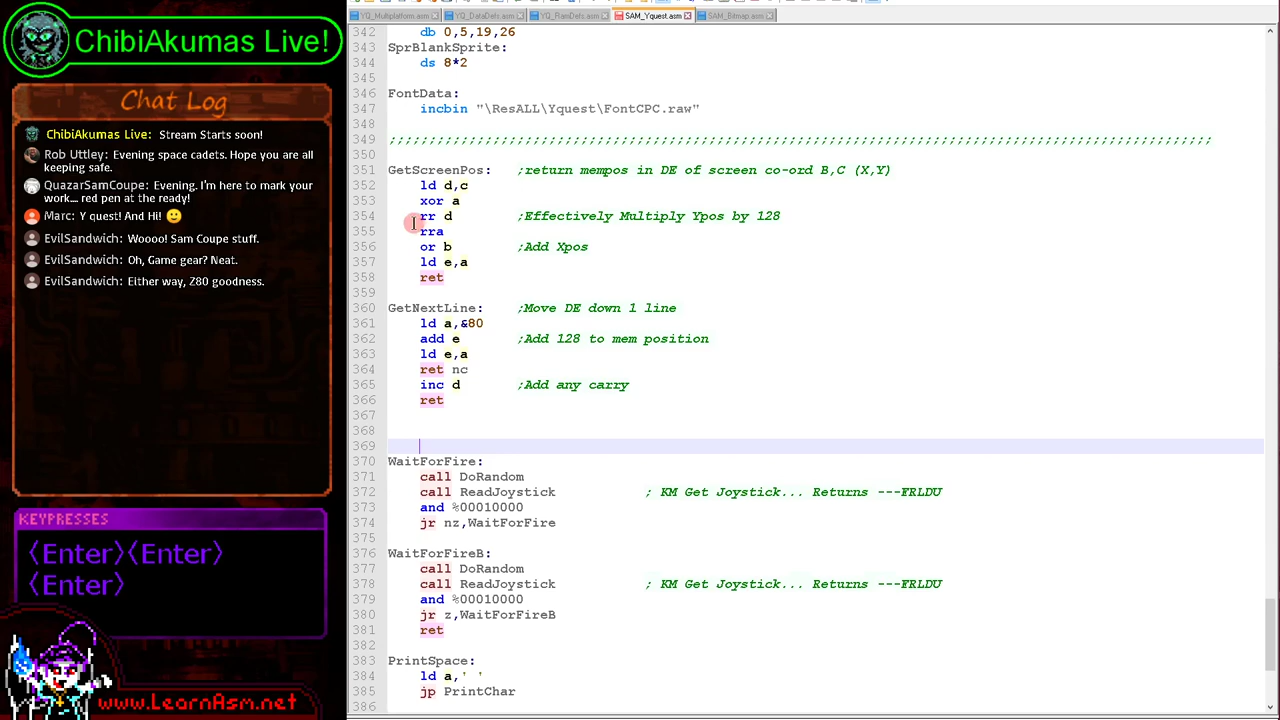 ChibiAkumas Live!
Chat Log
ChibiAkumas Live: Stream Starts soon!
Rob Uttley: Evening space cadets. Hope you are all
keeping safe.
QuazarSamCoupe: Evening. I'm here to mark your
work.... red pen at the ready!
Marc: Y quest! And Hi! 🙂
EvilSandwich: Woooo! Sam Coupe stuff.
EvilSandwich: Oh, Game gear? Neat.
EvilSandwich: Either way, Z80 goodness.
KEYPRESSES
〈Enter〉〈Enter〉
〈Enter〉
www.LearnAsm.net
YQ_Multiplatform.asm YQ_DataDefs.asm YQ_RamDefs.asm SAM_Yquest.asm SAM_Bitmap.asm
342 db 0,5,19,26
343 SprBlankSprite:
344 ds 8*2
345
346 FontData:
347 incbin "\ResALL\Yquest\FontCPC.raw"
348
349 ;;;;;;;;;;;;;;;;;;;;;;;;;;;;;;;;;;;;;;;;;;;;;;;;;;;;;;;;;;;;;;;;;;;;;;;;;;;;;;;;;;;;;;;;;;;;;;;;;;;;;;;
350
351 GetScreenPos: ;return mempos in DE of screen co-ord B,C (X,Y)
352 ld d,c
353 xor a
354 rr d ;Effectively Multiply Ypos by 128
355 rra
356 or b ;Add Xpos
357 ld e,a
358 ret
359
360 GetNextLine: ;Move DE down 1 line
361 ld a,&80
362 add e ;Add 128 to mem position
363 ld e,a
364 ret nc
365 inc d ;Add any carry
366 ret
367
368
369
370 WaitForFire:
371 call DoRandom
372 call ReadJoystick ; KM Get Joystick... Returns ---FRLDU
373 and %00010000
374 jr nz,WaitForFire
375
376 WaitForFireB:
377 call DoRandom
378 call ReadJoystick ; KM Get Joystick... Returns ---FRLDU
379 and %00010000
380 jr z,WaitForFireB
381 ret
382
383 PrintSpace:
384 ld a,' '
385 jp PrintChar
386